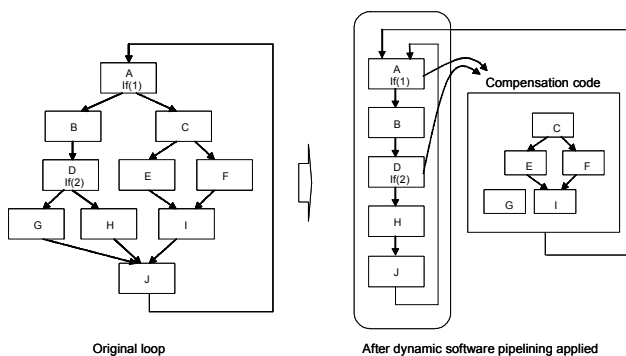 A
If(1)
B
C
D
If(2)
E
F
G
H
I
J
Original loop
A
If(1)
B
D
If(2)
H
J
Compensation code
C
E
F
G
I
After dynamic software pipelining applied